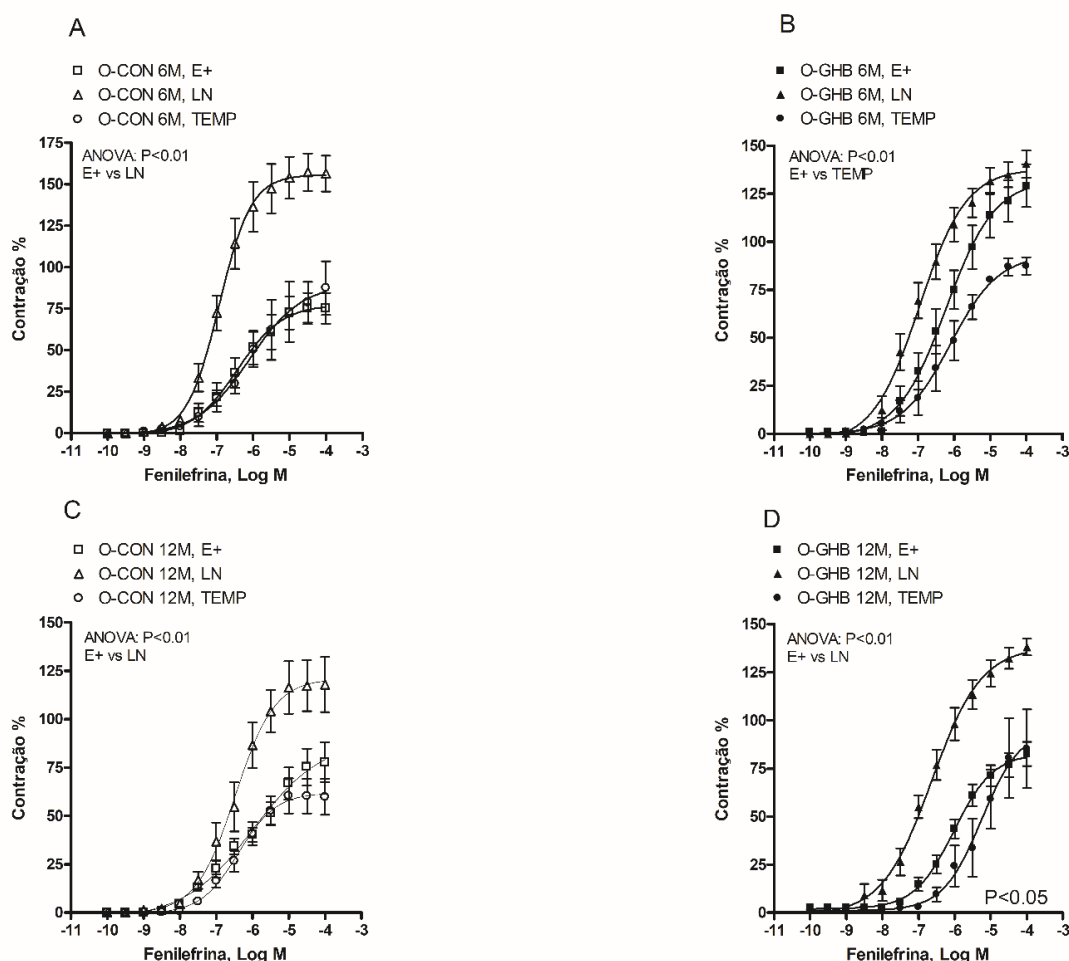 A
O-CON 6M, E+
O-CON 6M, LN
O-CON 6M, TEMP
175
150
125
100
75
50
25
0
ANOVA: P<0.01
E+ vs LN
Contração %
-11 -10 -9 -8 -7 -6 -5 -4 -3
Fenilefrina, Log M
B
O-GHB 6M, E+
O-GHB 6M, LN
O-GHB 6M, TEMP
150
125
100
75
50
25
0
ANOVA: P<0.01
E+ vs TEMP
Contração %
-11 -10 -9 -8 -7 -6 -5 -4 -3
Fenilefrina, Log M
C
O-CON 12M, E+
O-CON 12M, LN
O-CON 12M, TEMP
150
125
100
75
50
25
0
ANOVA: P<0.01
E+ vs LN
Contração %
-11 -10 -9 -8 -7 -6 -5 -4 -3
Fenilefrina, Log M
D
O-GHB 12M, E+
O-GHB 12M, LN
O-GHB 12M, TEMP
150
125
100
75
50
25
0
ANOVA: P<0.01
E+ vs LN
Contração %
P<0.05
-11 -10 -9 -8 -7 -6 -5 -4 -3
Fenilefrina, Log M